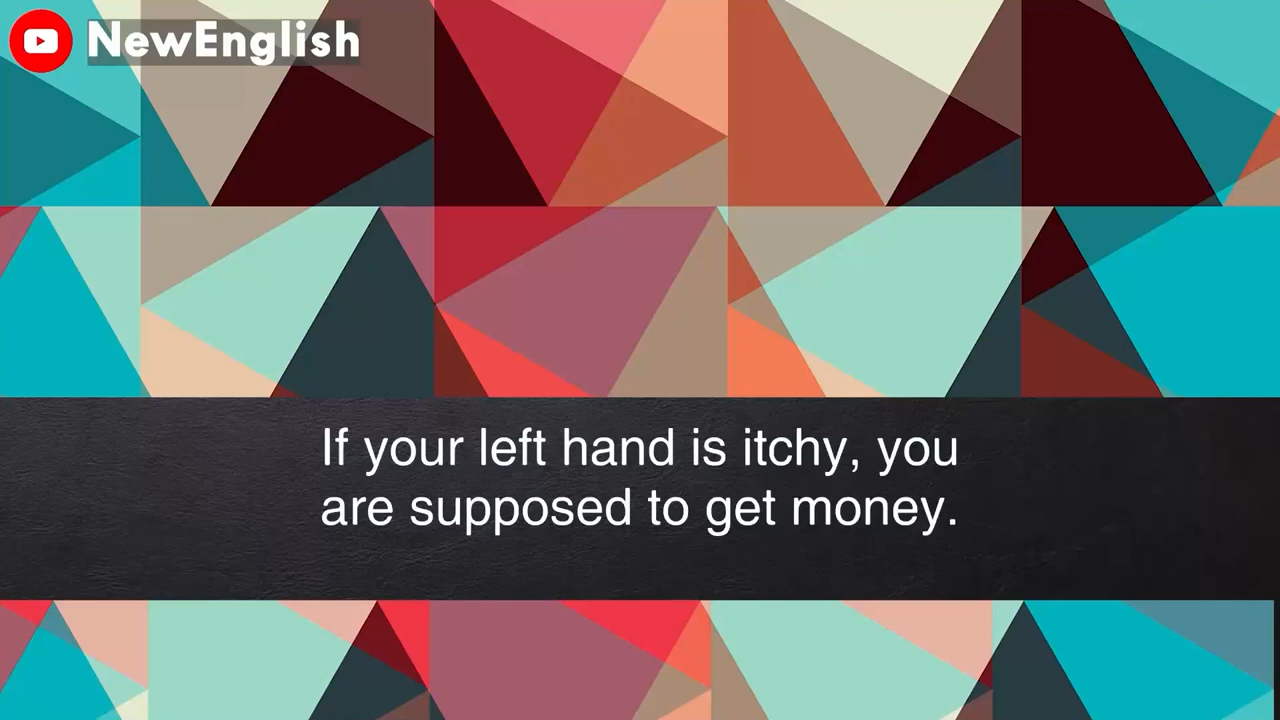 NewEnglish
If your left hand is itchy, you
are supposed to get money.